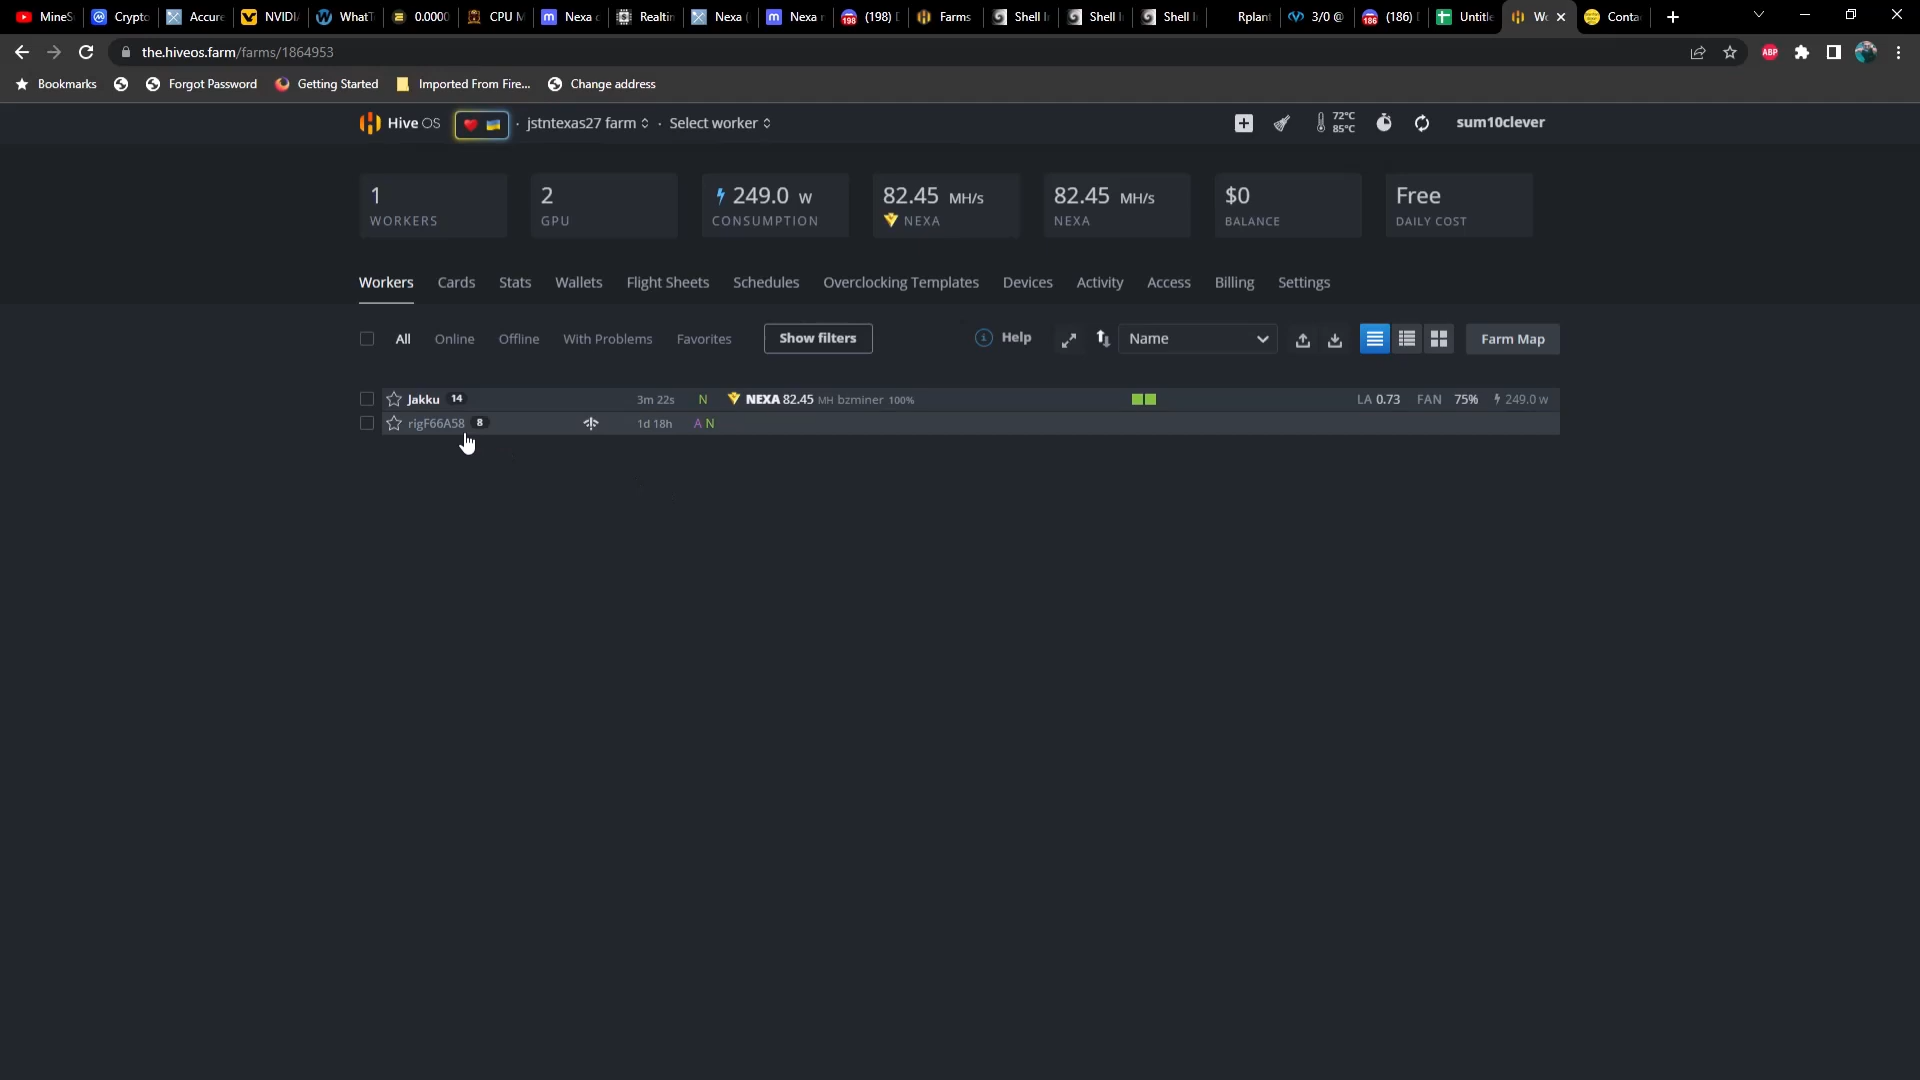 MineS Crypto Accure NVIDI WhatT 0.0000 CPU M Nexa c Realtin Nexa ( Nexa r (198) Farms Shell I Shell I Shell I Rplant 3/0 @ (186) Untitle Wo Conta
the.hiveos.farm/farms/1864953 ABP
Bookmarks Forgot Password Getting Started Imported From Fire... Change address
Hive OS · jstntexas27 farm · Select worker 72°C 85°C sum10clever
1 2 249.0 W 82.45 MH/s 82.45 MH/s $0 Free
WORKERS GPU CONSUMPTION NEXA NEXA BALANCE DAILY COST
Workers Cards Stats Wallets Flight Sheets Schedules Overclocking Templates Devices Activity Access Billing Settings
All Online Offline With Problems Favorites Show filters Help Name Farm Map
Jakku 14 3m 22s N NEXA 82.45 MH bzminer 100% LA 0.73 FAN 75% 249.0 W
rigF66A58 8 1d 18h A N